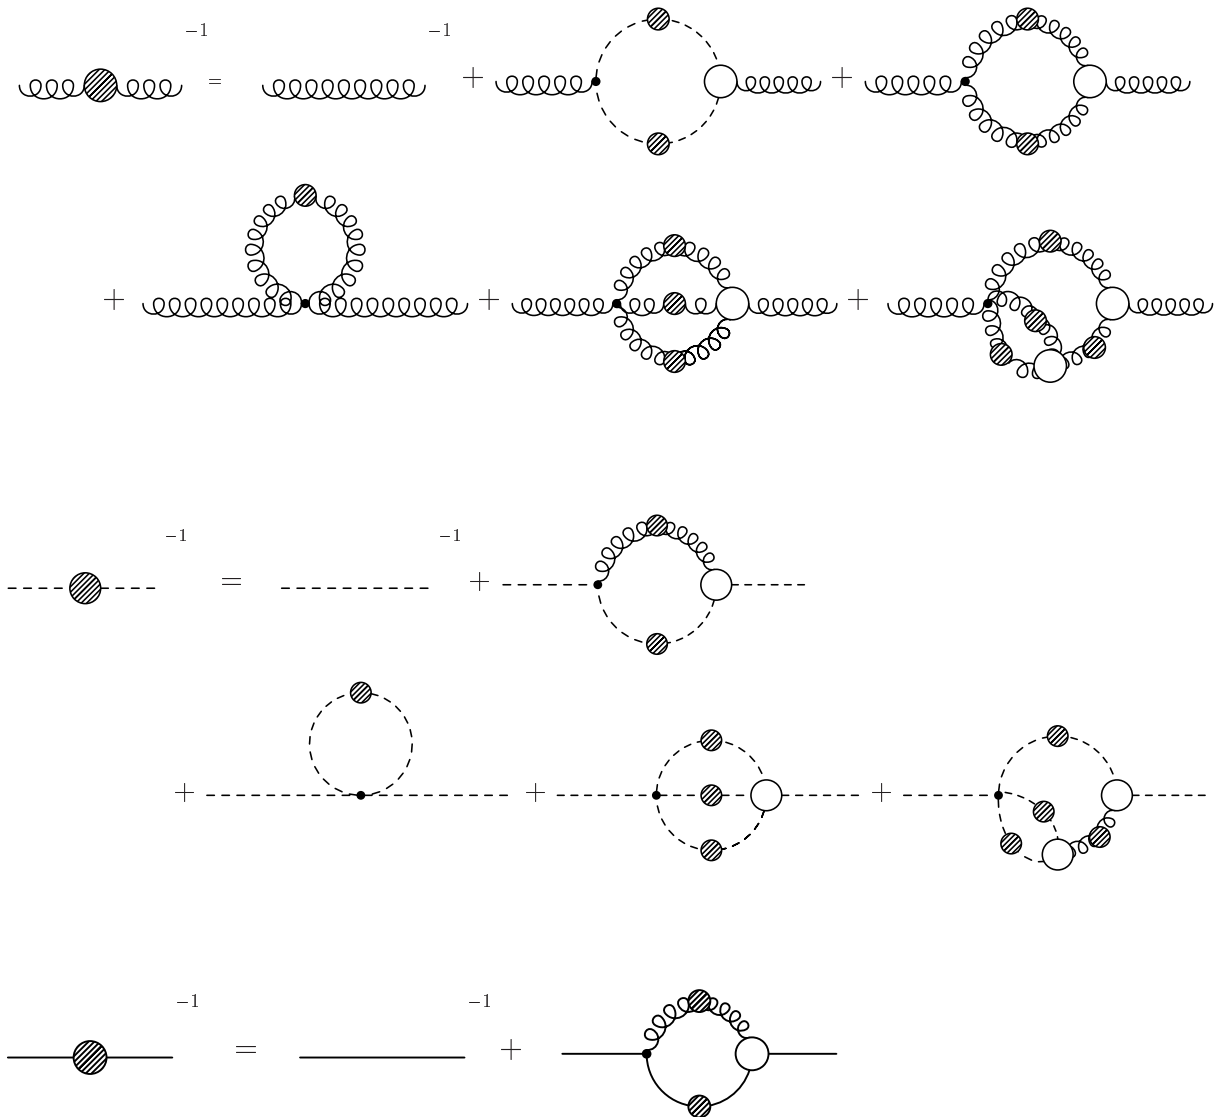 −1 = −1 + +
+ + +
−1 = −1 +
+ + +
−1 = −1 +